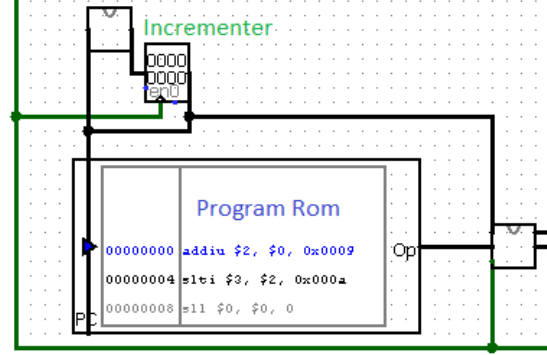 Incrementer
0000
0000
en0
Program Rom
00000000 addiu $2, $0, 0x0009
Op
00000004 slti $3, $2, 0x000a
00000008 sll $0, $0, 0
PC